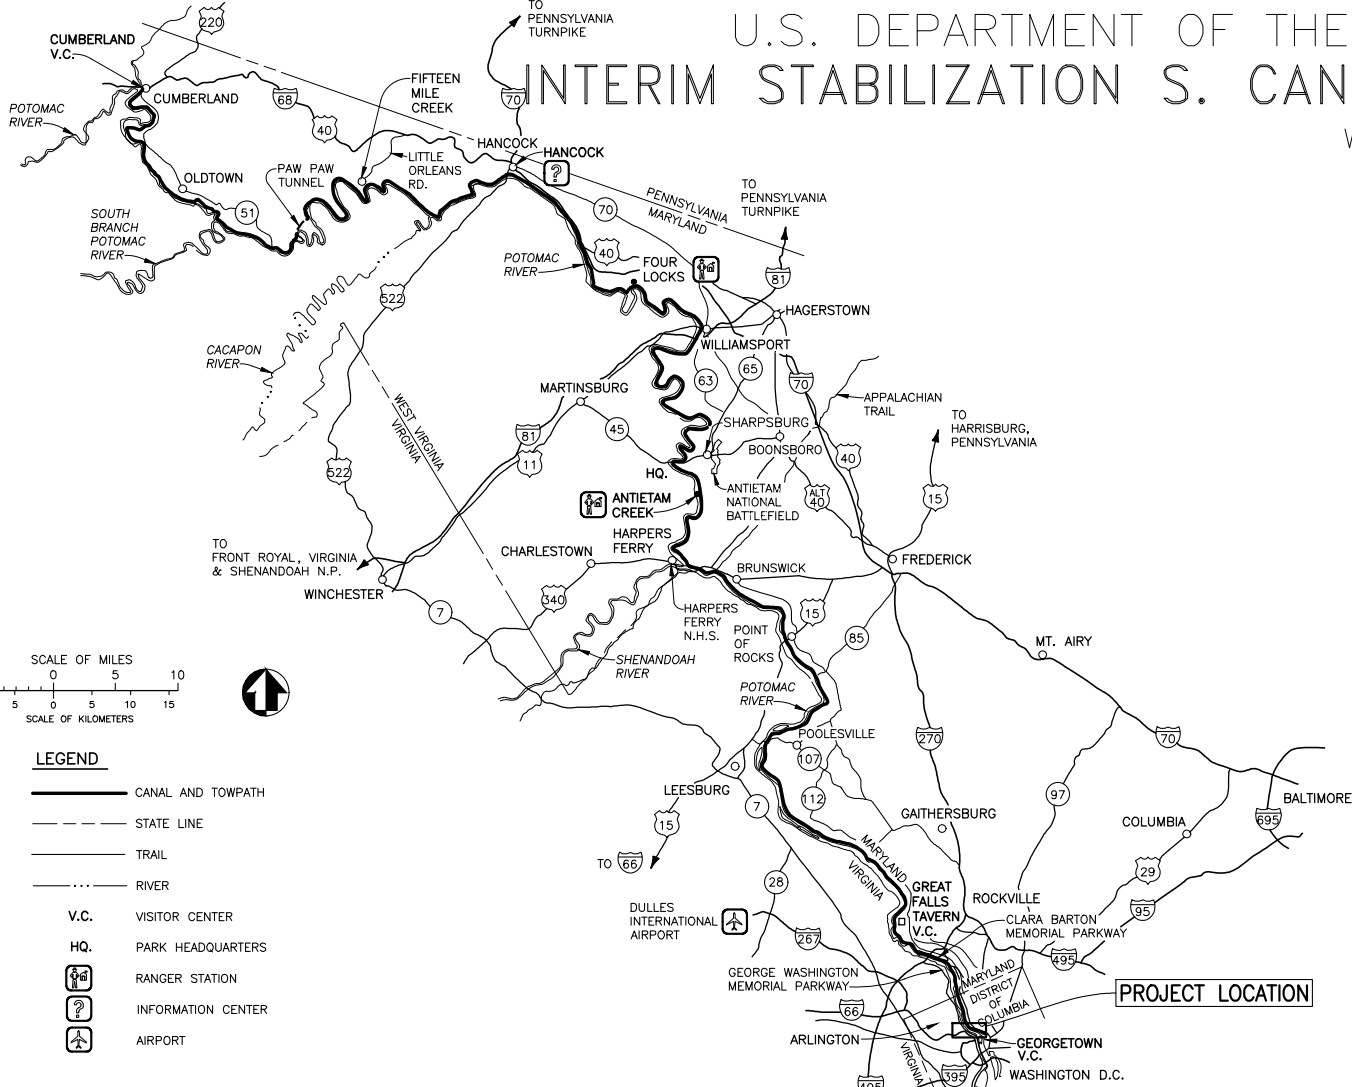 U.S. DEPARTMENT OF THE
INTERIM STABILIZATION S. CAN
TO
PENNSYLVANIA
TURNPIKE
220
CUMBERLAND
V.C.
CUMBERLAND
68
40
FIFTEEN
MILE
CREEK
70
POTOMAC
RIVER
HANCOCK
HANCOCK
?
LITTLE
ORLEANS
RD.
PAW PAW
TUNNEL
OLDTOWN
51
SOUTH
BRANCH
POTOMAC
RIVER
PENNSYLVANIA
MARYLAND
TO
PENNSYLVANIA
TURNPIKE
70
40
POTOMAC
RIVER
FOUR
LOCKS
81
522
HAGERSTOWN
WILLIAMSPORT
CACAPON
RIVER
63
65
70
MARTINSBURG
APPALACHIAN
TRAIL
WEST VIRGINIA
VIRGINIA
TO
HARRISBURG,
PENNSYLVANIA
81
11
45
SHARPSBURG
BOONSBORO
40
522
HQ.
ANTIETAM
NATIONAL
BATTLEFIELD
ALT
40
15
ANTIETAM
CREEK
HARPERS
FERRY
TO
FRONT ROYAL, VIRGINIA
& SHENANDOAH N.P.
CHARLESTOWN
BRUNSWICK
FREDERICK
WINCHESTER
7
340
HARPERS
FERRY
N.H.S.
15
POINT
OF
ROCKS
85
MT. AIRY
SHENANDOAH
RIVER
POTOMAC
RIVER
SCALE OF MILES
0 5 10
5 0 5 10 15
SCALE OF KILOMETERS
POOLESVILLE
107
270
70
LEESBURG
7
112
97
GAITHERSBURG
BALTIMORE
695
COLUMBIA
15
TO 66
MARYLAND
VIRGINIA
29
28
GREAT
FALLS
TAVERN
V.C.
ROCKVILLE
95
CLARA BARTON
MEMORIAL PARKWAY
DULLES
INTERNATIONAL
AIRPORT
267
495
GEORGE WASHINGTON
MEMORIAL PARKWAY
MARYLAND
DISTRICT
OF
COLUMBIA
PROJECT LOCATION
66
ARLINGTON
GEORGETOWN
V.C.
VIRGINIA
395
WASHINGTON D.C.
495
LEGEND
CANAL AND TOWPATH
STATE LINE
TRAIL
RIVER
V.C. VISITOR CENTER
HQ. PARK HEADQUARTERS
RANGER STATION
? INFORMATION CENTER
AIRPORT